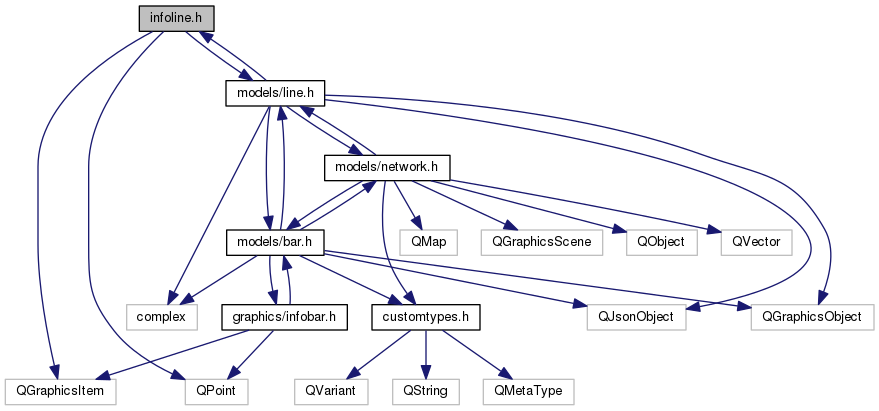 infoline.h
models/line.h
models/network.h
models/bar.h
QMap
QGraphicsScene
QObject
QVector
complex
graphics/infobar.h
customtypes.h
QJsonObject
QGraphicsObject
QGraphicsItem
QPoint
QVariant
QString
QMetaType